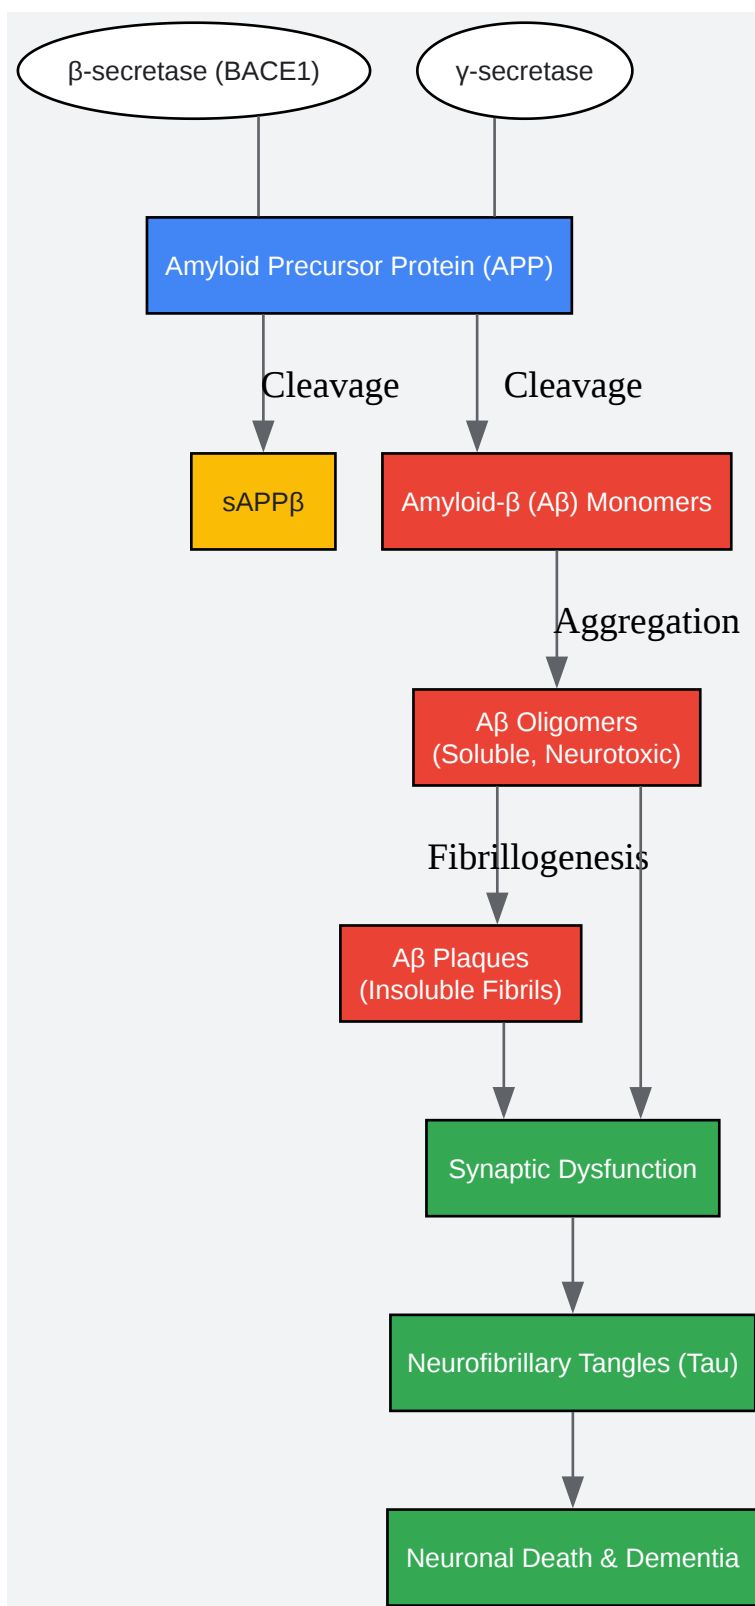 β-secretase (BACE1)
γ-secretase
Amyloid Precursor Protein (APP)
Cleavage
Cleavage
sAPPβ
Amyloid-β (Aβ) Monomers
Aggregation
Aβ Oligomers
(Soluble, Neurotoxic)
Fibrillogenesis
Aβ Plaques
(Insoluble Fibrils)
Synaptic Dysfunction
Neurofibrillary Tangles (Tau)
Neuronal Death & Dementia